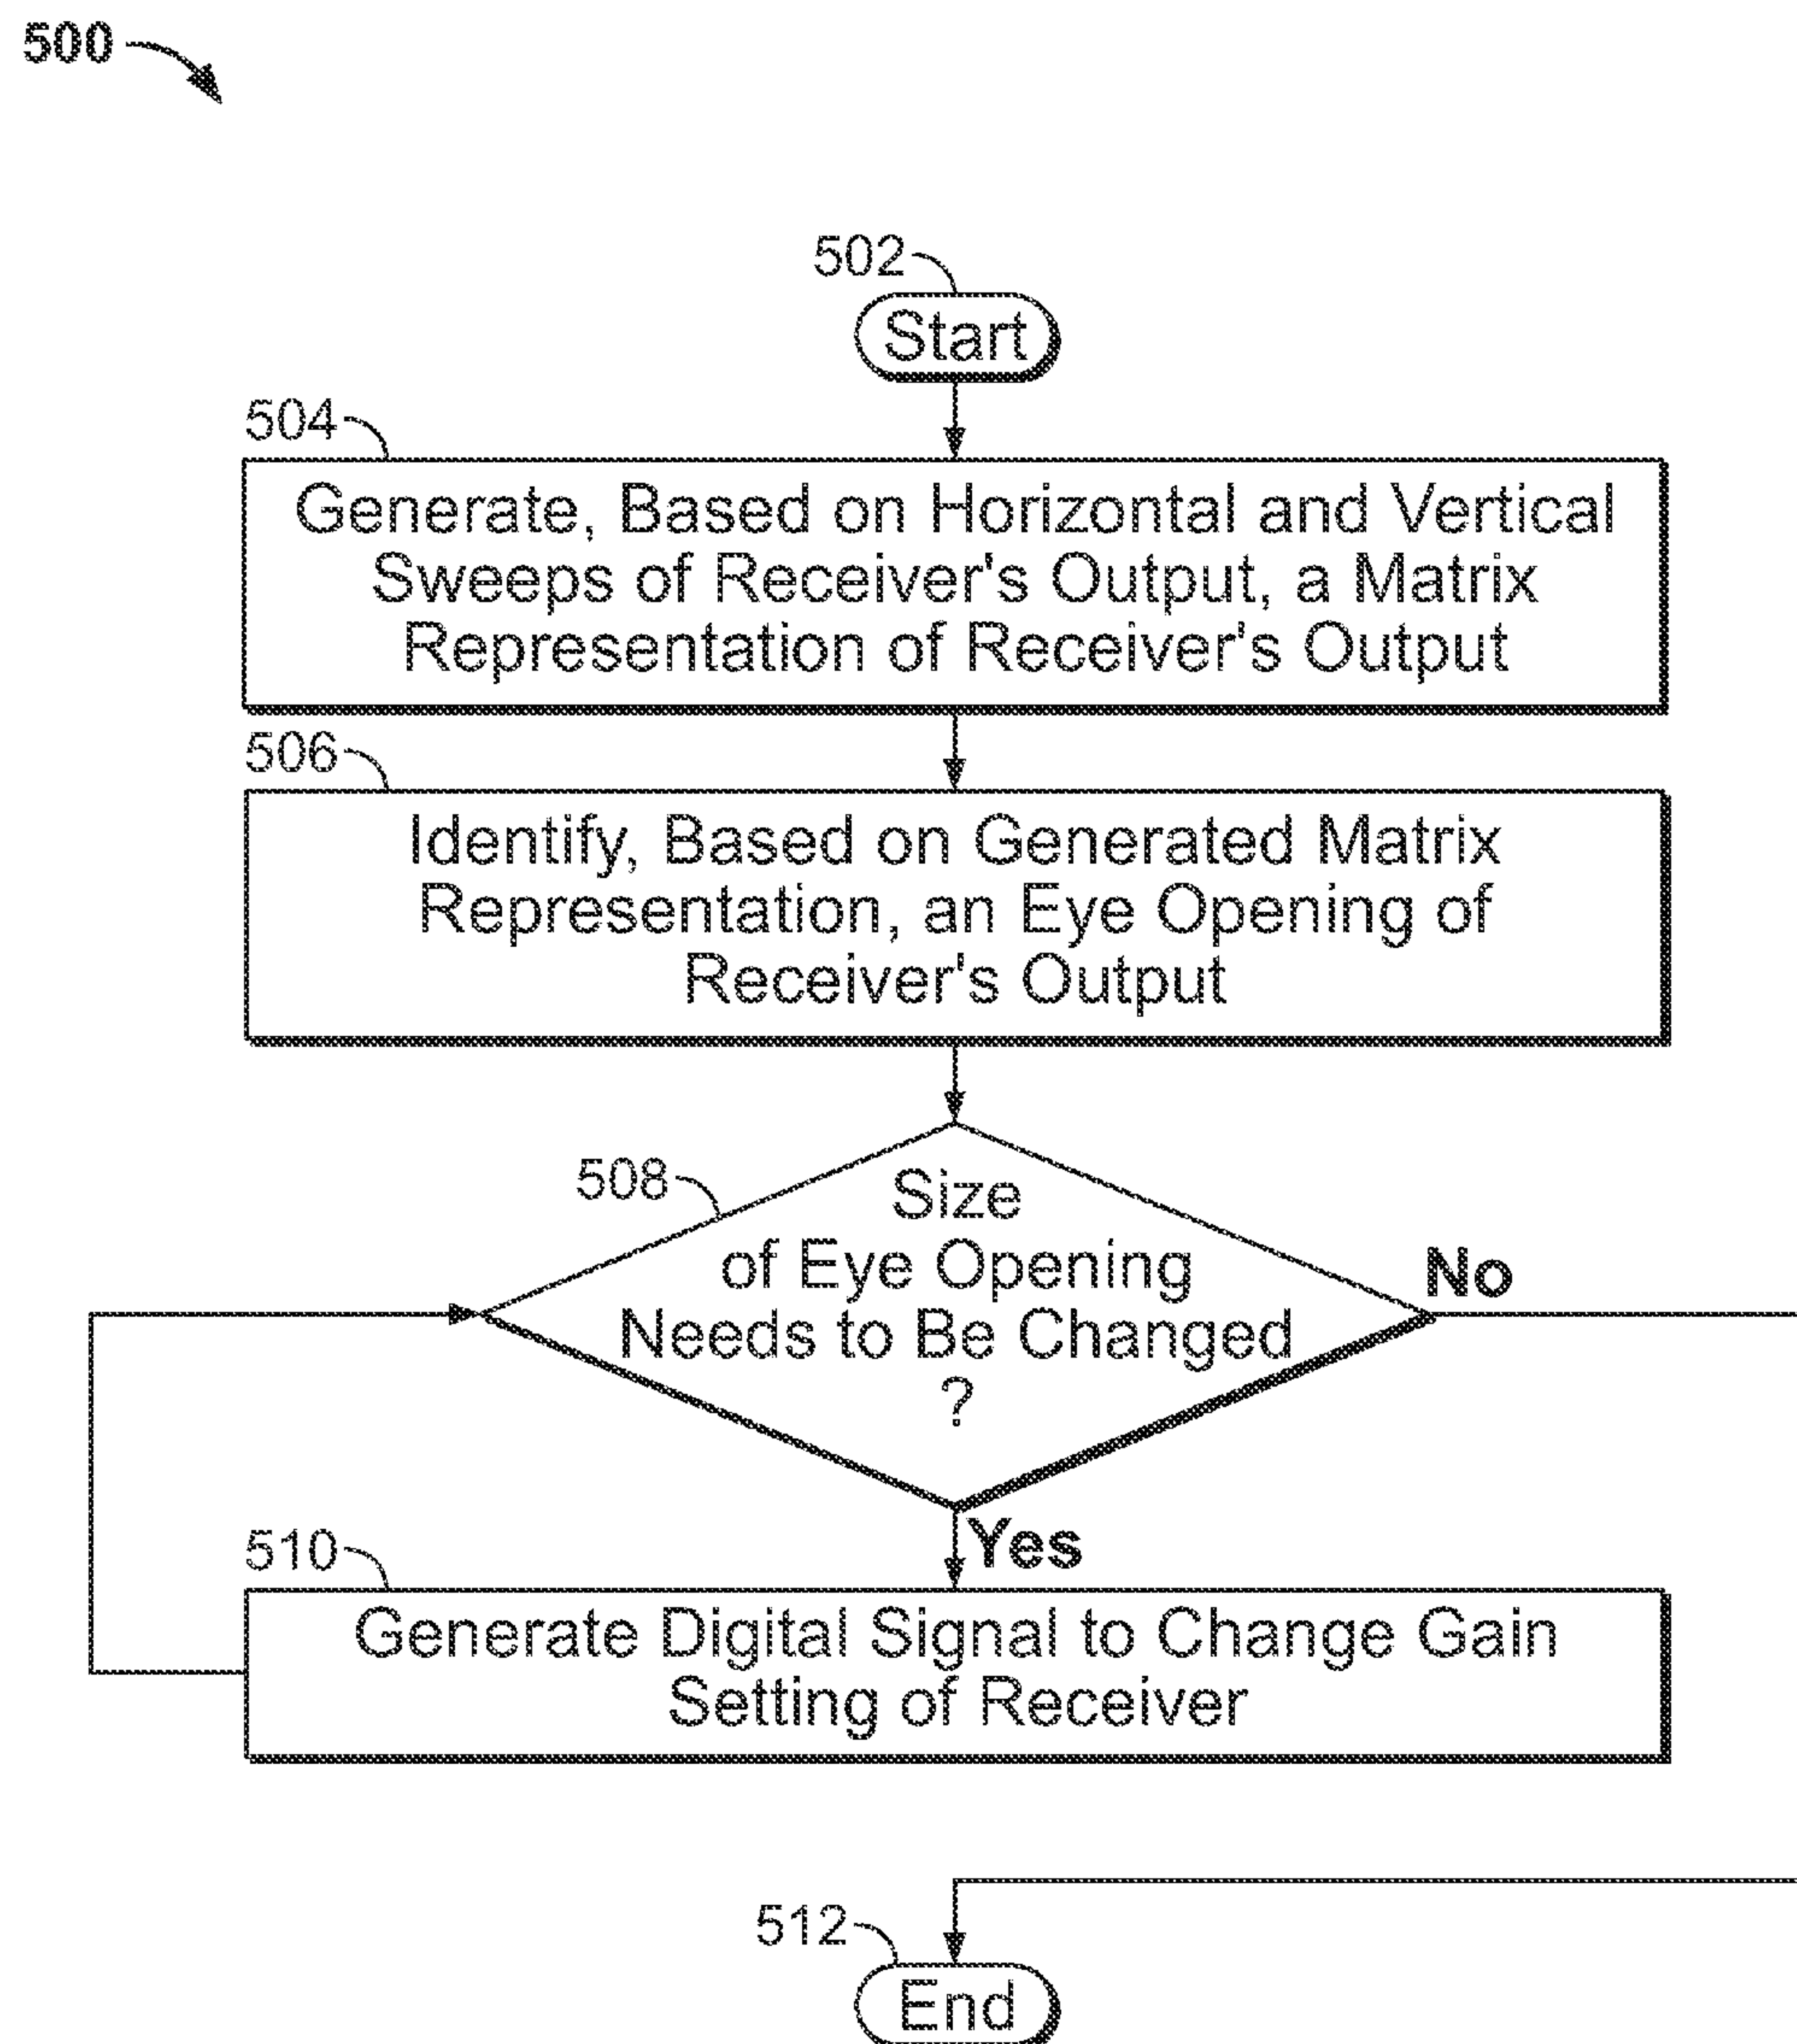 500
502
Start
504
Generate, Based on Horizontal and Vertical
Sweeps of Receiver's Output, a Matrix
Representation of Receiver's Output
506
Identify, Based on Generated Matrix
Representation, an Eye Opening of
Receiver's Output
508
Size
of Eye Opening
Needs to Be Changed
?
No
Yes
510
Generate Digital Signal to Change Gain
Setting of Receiver
512
End